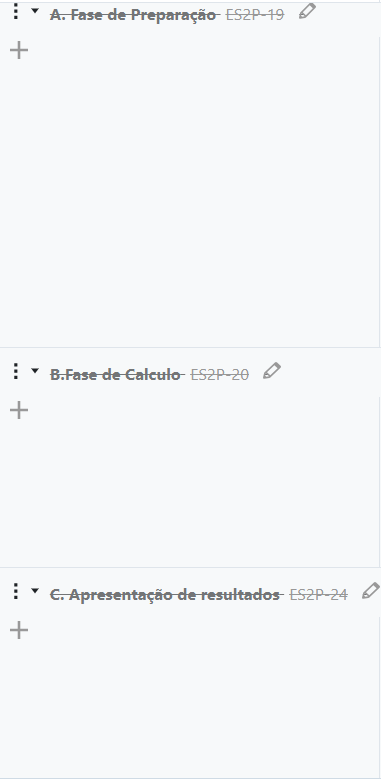 A. Fase de Preparação ES2P-19
B.Fase de Calculo ES2P-20
C. Apresentação de resultados ES2P-24